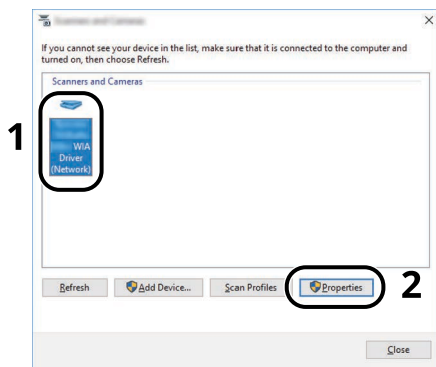 If you cannot see your device in the list, make sure that it is connected to the computer and
turned on, then choose Refresh.
Scanners and Cameras
1
WIA
Driver
(Network)
Refresh
Add Device...
Scan Profiles
Properties
2
Close